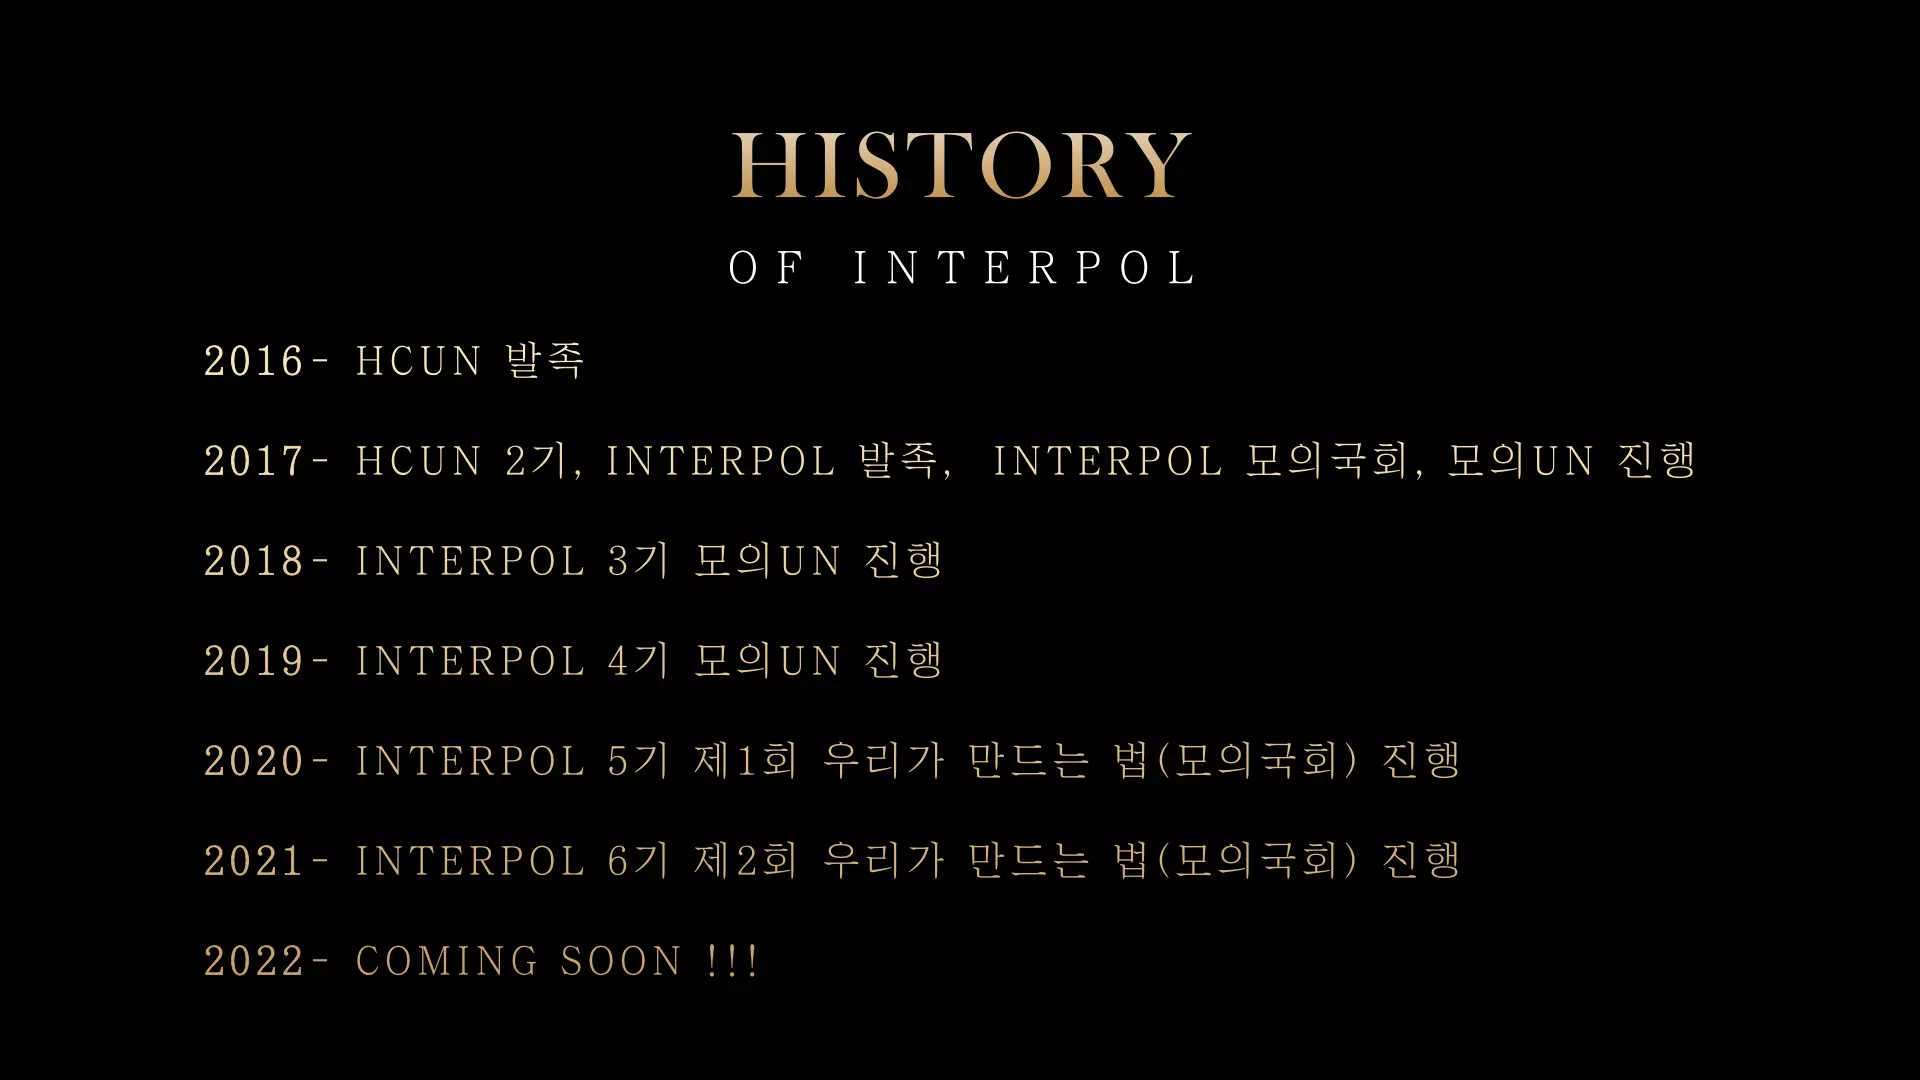 HISTORY
OF INTERPOL
2016- HCUN 발족
2017- HCUN 2기, INTERPOL 발족, INTERPOL 모의국회, 모의UN 진행
2018- INTERPOL 3기 모의UN 진행
2019- INTERPOL 4기 모의UN 진행
2020- INTERPOL 5기 제1회 우리가 만드는 법(모의국회) 진행
2021- INTERPOL 6기 제2회 우리가 만드는 법(모의국회) 진행
2022- COMING SOON !!!